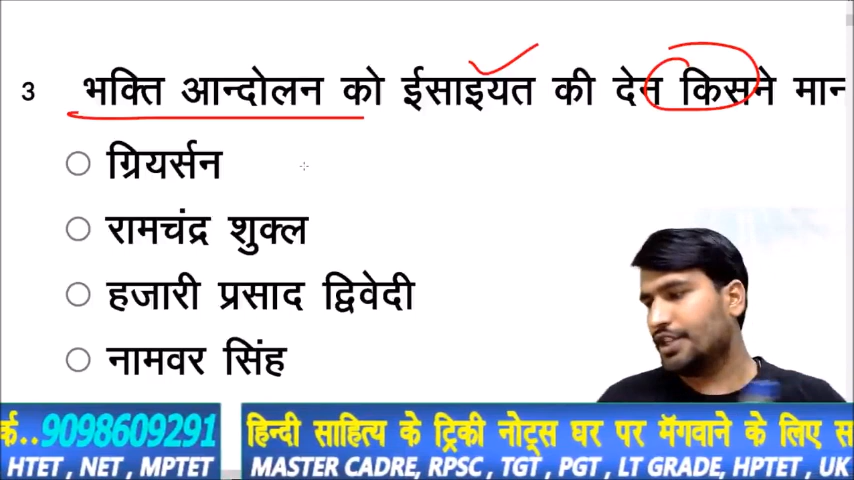 3 भक्ति आन्दोलन को ईसाइयत की देन किसने मान
ग्रियर्सन
रामचंद्र शुक्ल
हजारी प्रसाद द्विवेदी
नामवर सिंह
र्क..9098609291 हिन्दी साहित्य के ट्रिकी नोट्स घर पर मॅगवाने के लिए स
HTET, NET, MPTET MASTER CADRE, RPSC, TGT, PGT, LT GRADE, HPTET, UK